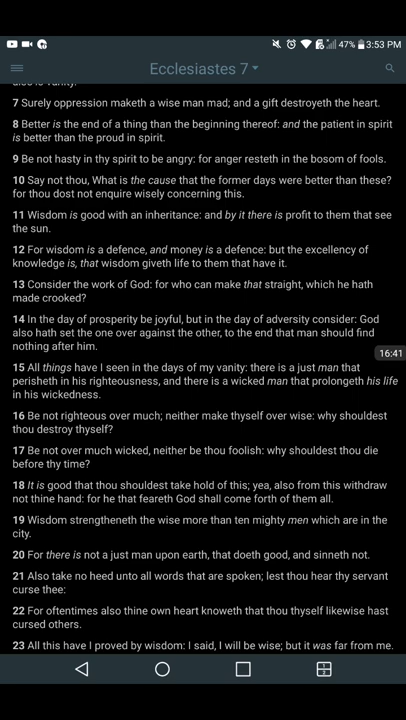 47% 3:53 PM
Ecclesiastes 7
also is vanity.
7 Surely oppression maketh a wise man mad; and a gift destroyeth the heart.
8 Better is the end of a thing than the beginning thereof: and the patient in spirit
is better than the proud in spirit.
9 Be not hasty in thy spirit to be angry: for anger resteth in the bosom of fools.
10 Say not thou, What is the cause that the former days were better than these?
for thou dost not enquire wisely concerning this.
11 Wisdom is good with an inheritance: and by it there is profit to them that see
the sun.
12 For wisdom is a defence, and money is a defence: but the excellency of
knowledge is, that wisdom giveth life to them that have it.
13 Consider the work of God: for who can make that straight, which he hath
made crooked?
14 In the day of prosperity be joyful, but in the day of adversity consider: God
also hath set the one over against the other, to the end that man should find
nothing after him.
16:41
15 All things have I seen in the days of my vanity: there is a just man that
perisheth in his righteousness, and there is a wicked man that prolongeth his life
in his wickedness.
16 Be not righteous over much; neither make thyself over wise: why shouldest
thou destroy thyself?
17 Be not over much wicked, neither be thou foolish: why shouldest thou die
before thy time?
18 It is good that thou shouldest take hold of this; yea, also from this withdraw
not thine hand: for he that feareth God shall come forth of them all.
19 Wisdom strengtheneth the wise more than ten mighty men which are in the
city.
20 For there is not a just man upon earth, that doeth good, and sinneth not.
21 Also take no heed unto all words that are spoken; lest thou hear thy servant
curse thee:
22 For oftentimes also thine own heart knoweth that thou thyself likewise hast
cursed others.
23 All this have I proved by wisdom: I said, I will be wise; but it was far from me.